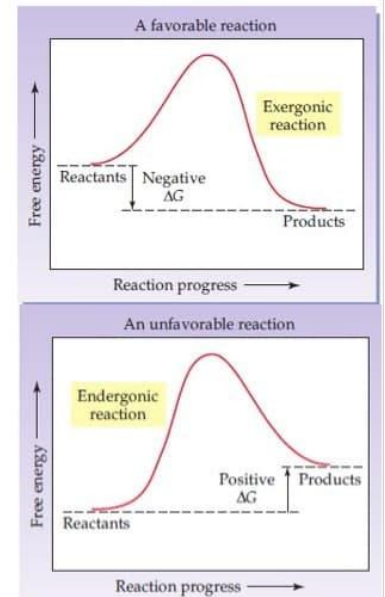 A favorable reaction
Exergonic
reaction
Free energy
Reactants
Negative
ΔG
Products
Reaction progress
An unfavorable reaction
Endergonic
reaction
Free energy
Positive
ΔG
Products
Reactants
Reaction progress